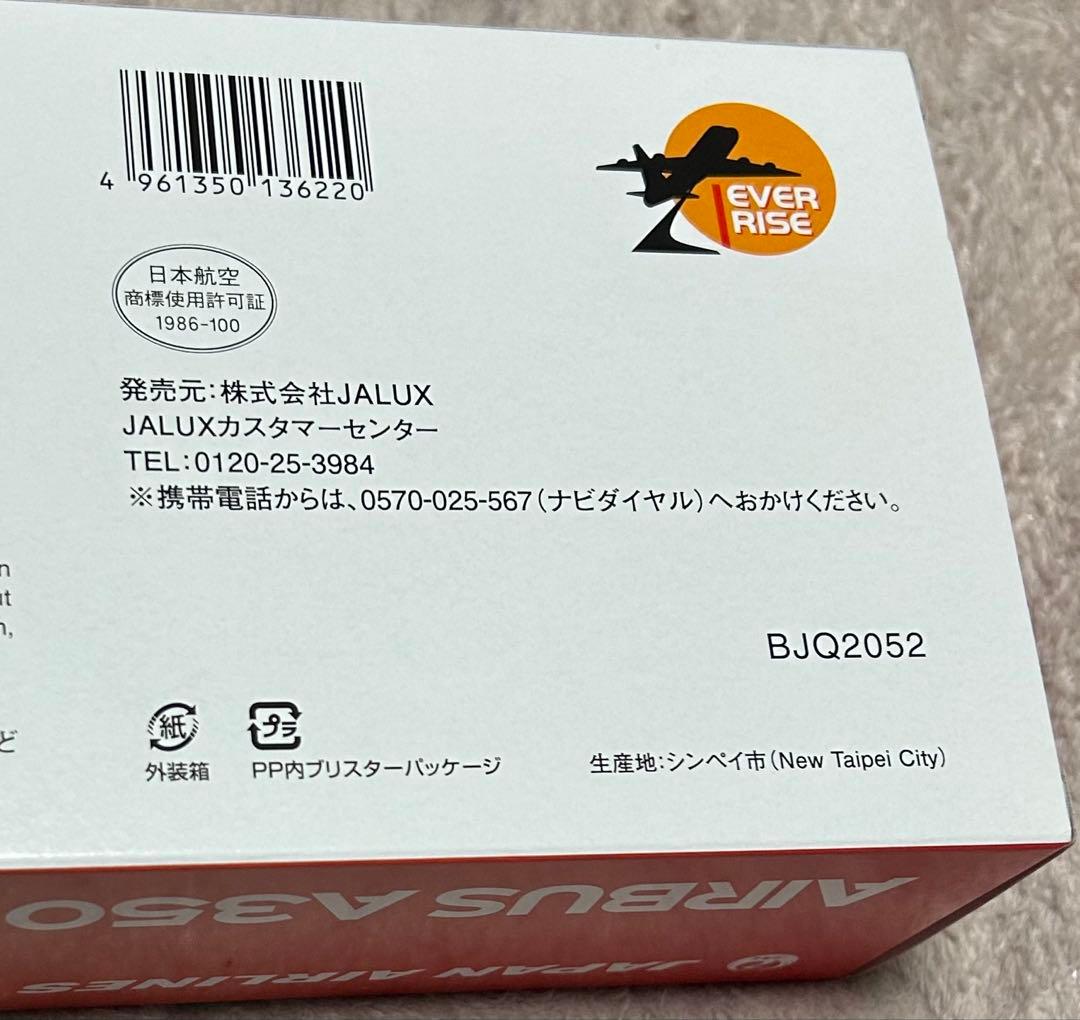 4 961350 136220
EVER
RISE
日本航空
商標使用許可証
1986-100
発売元：株式会社JALUX
JALUXカスタマーセンター
TEL：0120-25-3984
※携帯電話からは、0570-025-567（ナビダイヤル）へおかけください。
n
ut
n,
ど
BJQ2052
紙
プラ
外装箱
PP内ブリスターパッケージ
生産地：シンペイ市（New Taipei City）
AIRBUS A350
JAPAN AIRLINES